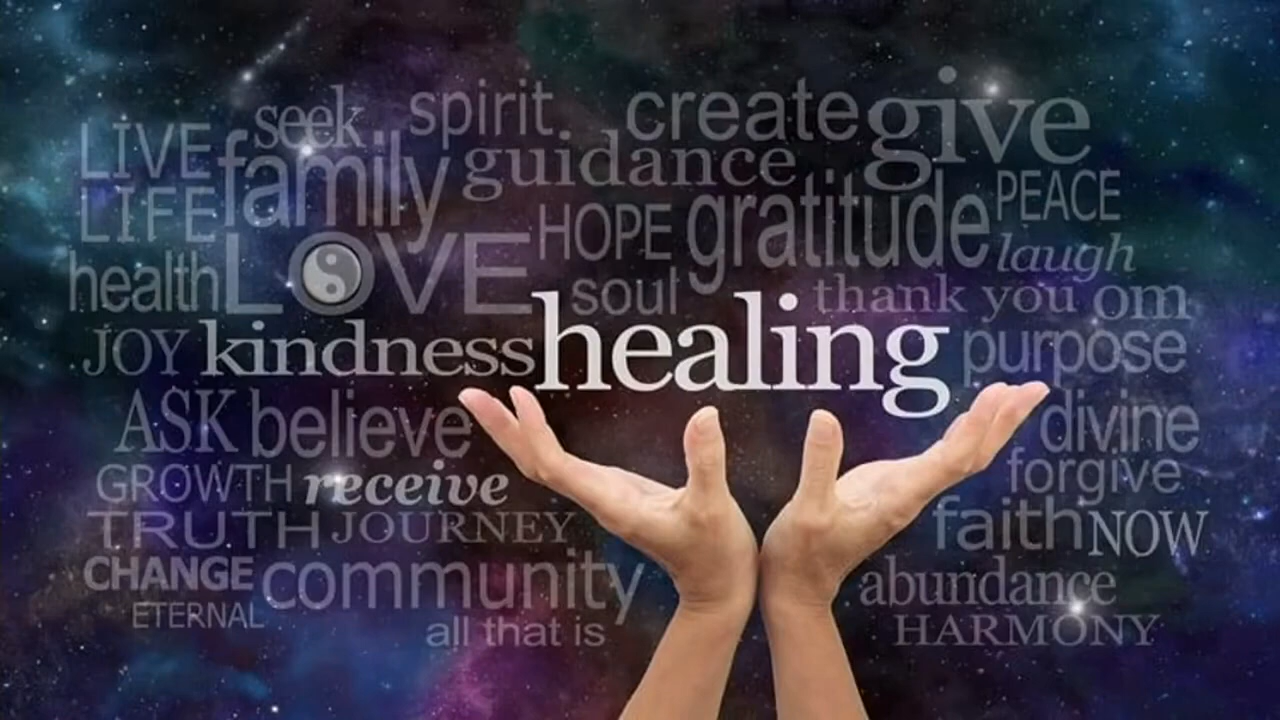 seek spirit create give
LIVE family guidance
LIFE HOPE gratitude PEACE
health LOVE soul laugh
thank you om
JOY kindness healing purpose
ASK believe divine
GROWTH receive forgive
TRUTH JOURNEY faith NOW
CHANGE community abundance
ETERNAL all that is HARMONY